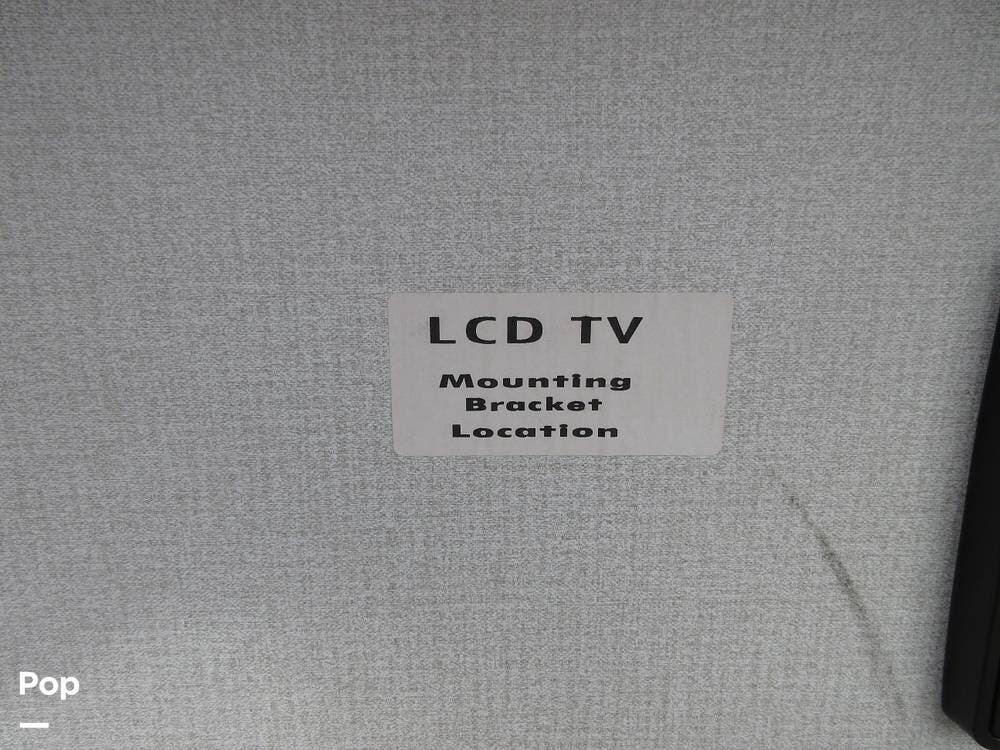 LCD TV
Mounting
Bracket
Location
Pop